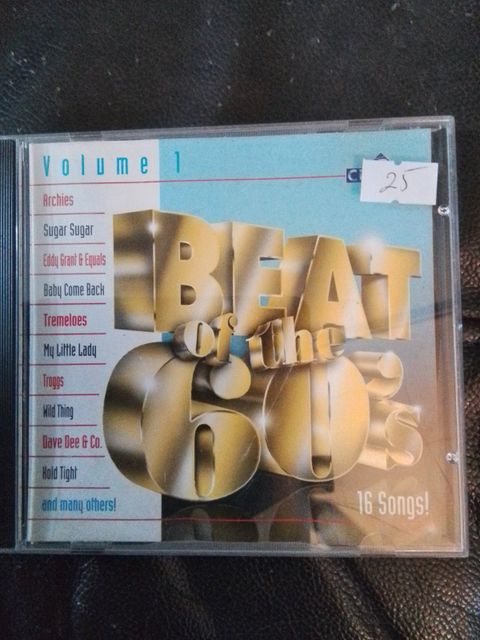 Volume 1
25
Archies
Sugar Sugar
Eddy Grant & Equals
Baby Come Back
Tremeloes
My Little Lady
Troggs
Wild Thing
Dave Dee & Co.
Hold Tight
and many others!
BEAT
of the
60's
16 Songs!